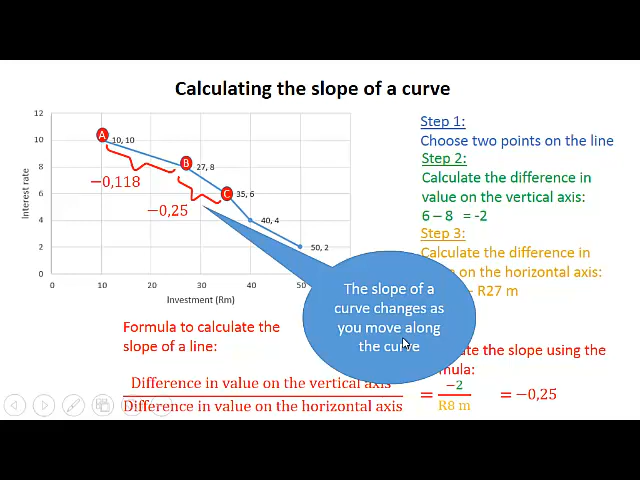 Calculating the slope of a curve
12
10
8
6
4
2
0
Interest rate
A
10, 10
B
27, 8
C
35, 6
40, 4
50, 2
−0,118
−0,25
0
10
20
30
40
Investment (Rm)
Step 1:
Choose two points on the line
Step 2:
Calculate the difference in
value on the vertical axis:
6 – 8 = -2
Step 3:
Calculate the difference in
on the horizontal axis:
– R27 m
The slope of a
curve changes as
you move along
the curve
Formula to calculate the
slope of a line:
Difference in value on the vertical axis
Difference in value on the horizontal axis
the slope using the
= −2 / R8 m = −0,25